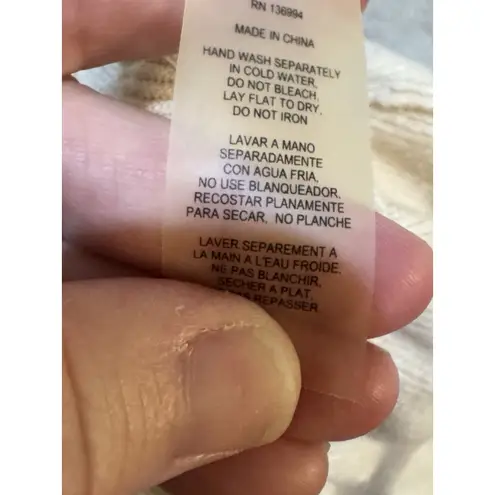 RN 136994
MADE IN CHINA
HAND WASH SEPARATELY
IN COLD WATER,
DO NOT BLEACH,
LAY FLAT TO DRY,
DO NOT IRON
LAVAR A MANO
SEPARADAMENTE
CON AGUA FRIA,
NO USE BLANQUEADOR,
RECOSTAR PLANAMENTE
PARA SECAR, NO PLANCHE
LAVER SEPAREMENT A
LA MAIN A L'EAU FROIDE,
NE PAS BLANCHIR,
SECHER A PLAT,
PAS REPASSER